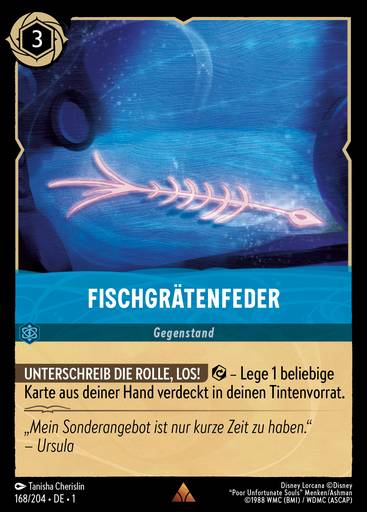 3
FISCHGRÄTENFEDER
Gegenstand
UNTERSCHREIB DIE ROLLE, LOS! – Lege 1 beliebige
Karte aus deiner Hand verdeckt in deinen Tintenvorrat.
„Mein Sonderangebot ist nur kurze Zeit zu haben.“
– Ursula
Tanisha Cherislin
168/204 • DE • 1
Disney Lorcana ©Disney
"Poor Unfortunate Souls" Menken/Ashman
©1988 WMC (BMI) / WDMC (ASCAP)